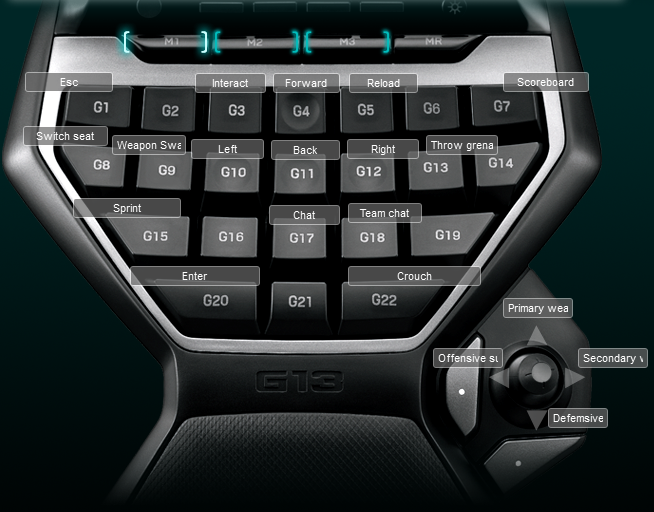 M1 M2 M3 MR
Esc Interact Forward Reload Scoreboard
G1 G2 G3 G4 G5 G6 G7
Switch seat Weapon Swa Left Back Right Throw grena
G8 G9 G10 G11 G12 G13 G14
Sprint Chat Team chat
G15 G16 G17 G18 G19
Enter Crouch
G20 G21 G22
Primary wea
Offensive su Secondary w
G13
Defemsive